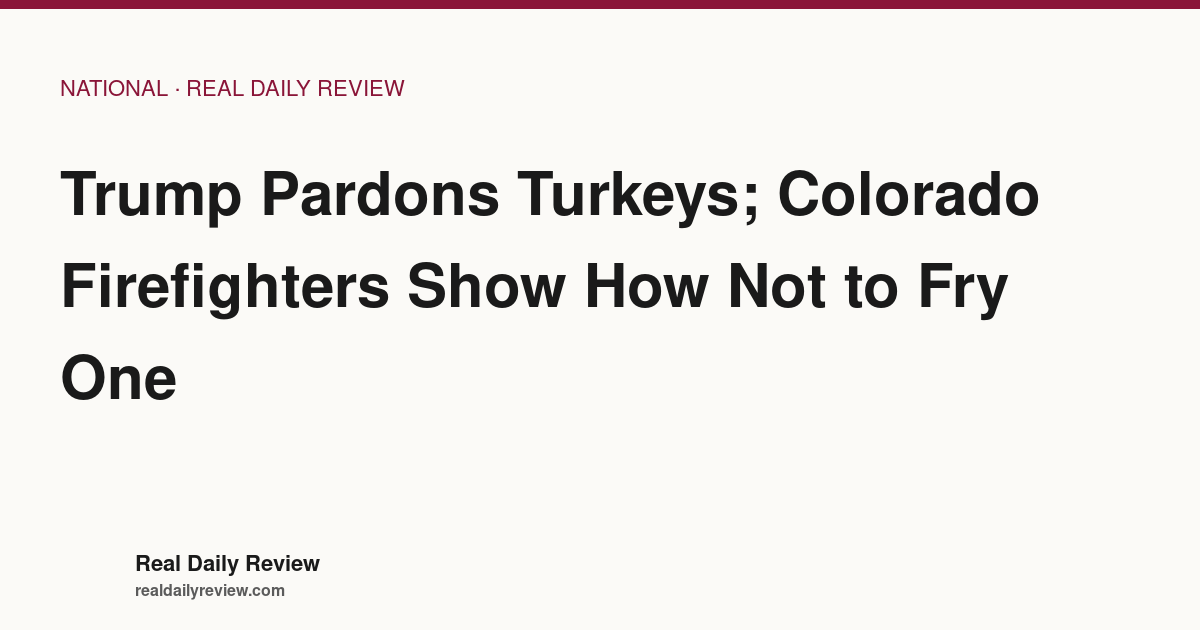 NATIONAL · REAL DAILY REVIEW
Trump Pardons Turkeys; Colorado
Firefighters Show How Not to Fry
One
Real Daily Review
realdailyreview.com